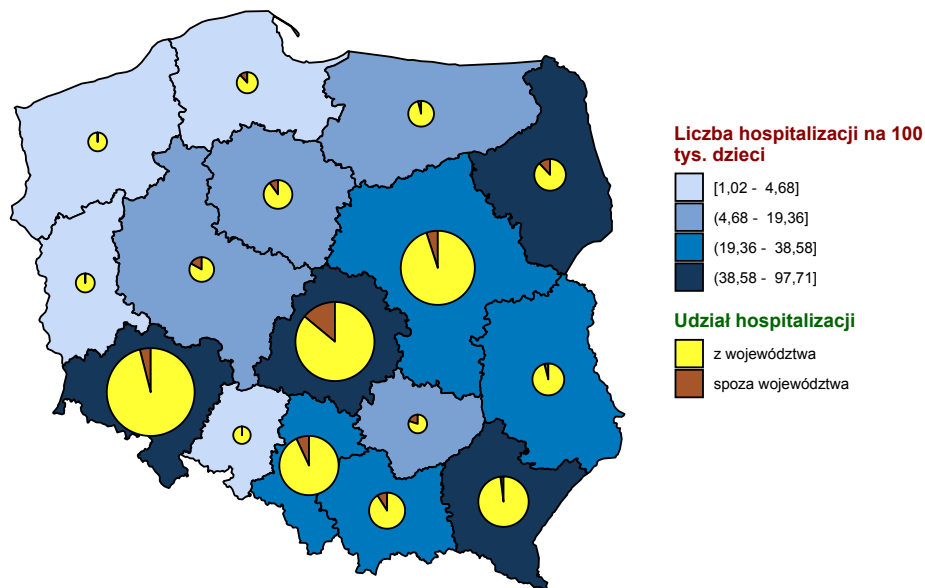 Liczba hospitalizacji na 100
tys. dzieci
[1,02 - 4,68]
(4,68 - 19,36]
(19,36 - 38,58]
(38,58 - 97,71]
Udział hospitalizacji
z województwa
spoza województwa